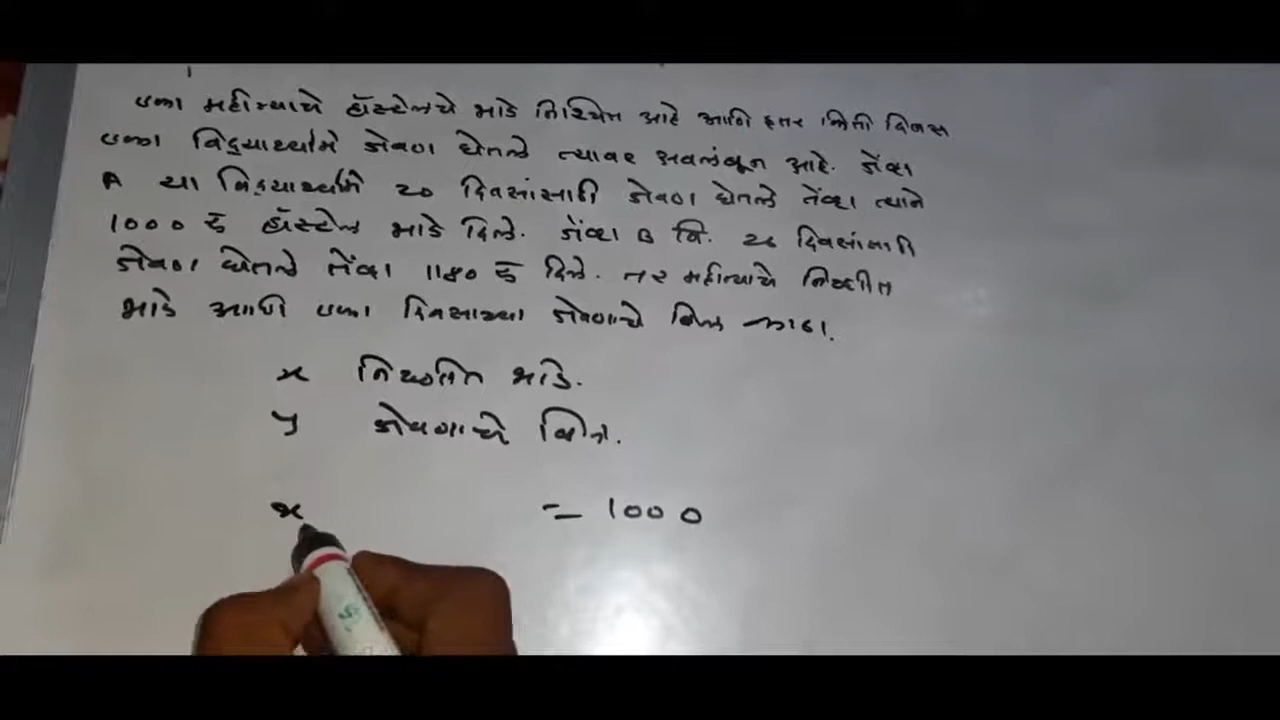 एका महीन्याचे हॉस्टेलचे भाडे निश्चित आहे आणि इतर किती दिवस
एका विद्यार्थ्याने जेवण घेतले त्यावर अवलंबून आहे. जेंव्हा
A या विद्यार्थ्याने 20 दिवसांसाठी जेवण घेतले तेंव्हा त्याने
1000 रु हॉस्टेल भाडे दिले. जेंव्हा B वि. 26 दिवसांसाठी
जेवण घेतले तेंव्हा 1180 रु दिले. तर महीन्याचे निश्चीत
भाडे आणि एका दिवसाच्या जेवणाचे बिल काढा.
x निश्चित भाडे.
y जेवणाचे बिल.
x = 1000